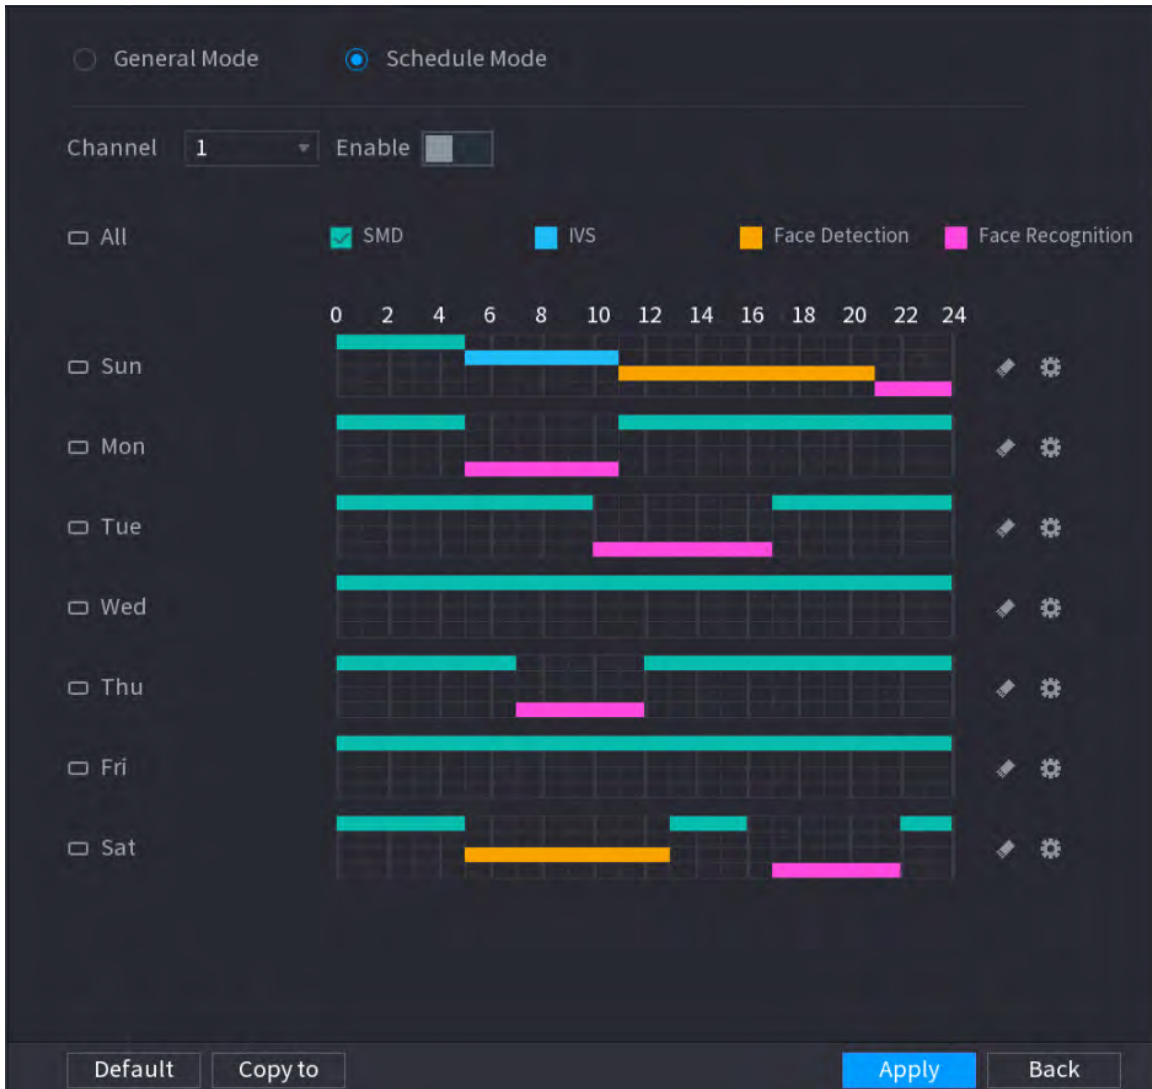 General Mode Schedule Mode
Channel 1 Enable
All SMD IVS Face Detection Face Recognition
0 2 4 6 8 10 12 14 16 18 20 22 24
Sun
Mon
Tue
Wed
Thu
Fri
Sat
Default Copy to Apply Back